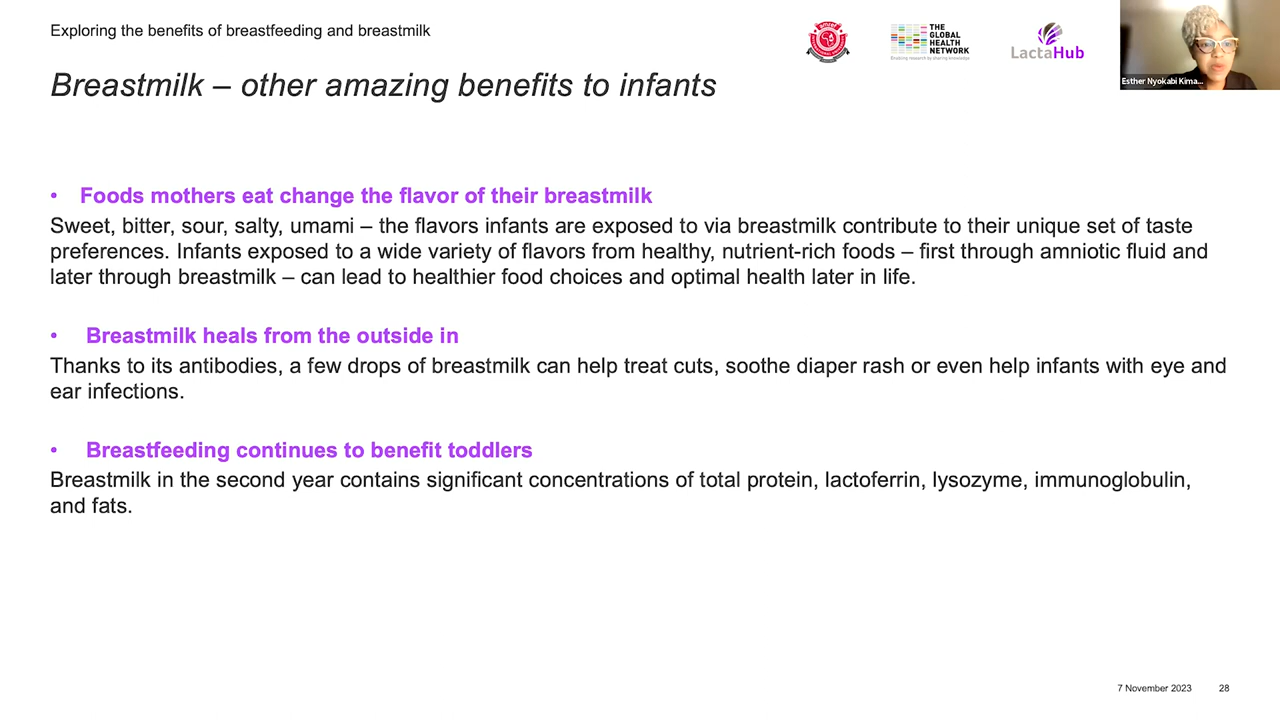 Exploring the benefits of breastfeeding and breastmilk
THE
GLOBAL
HEALTH
NETWORK
Enabling research by sharing knowledge
LactaHub
Esther Nyokabi Kima...
Breastmilk – other amazing benefits to infants
• Foods mothers eat change the flavor of their breastmilk
Sweet, bitter, sour, salty, umami – the flavors infants are exposed to via breastmilk contribute to their unique set of taste
preferences. Infants exposed to a wide variety of flavors from healthy, nutrient-rich foods – first through amniotic fluid and
later through breastmilk – can lead to healthier food choices and optimal health later in life.
• Breastmilk heals from the outside in
Thanks to its antibodies, a few drops of breastmilk can help treat cuts, soothe diaper rash or even help infants with eye and
ear infections.
• Breastfeeding continues to benefit toddlers
Breastmilk in the second year contains significant concentrations of total protein, lactoferrin, lysozyme, immunoglobulin,
and fats.
7 November 2023
28